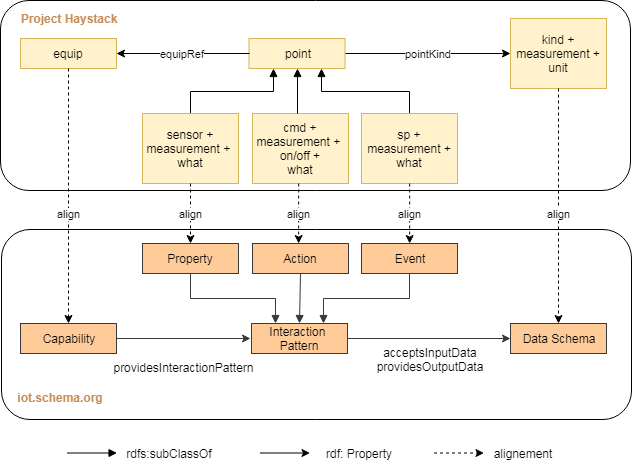 Project Haystack
equip
equipRef
point
pointKind
kind +
measurement +
unit
sensor +
measurement +
what
cmd +
measurement +
on/off +
what
sp +
measurement +
what
align
align
align
align
align
Property
Action
Event
Capability
providesInteractionPattern
Interaction
Pattern
acceptsInputData
providesOutputData
Data Schema
iot.schema.org
rdfs:subClassOf
rdf: Property
alignement